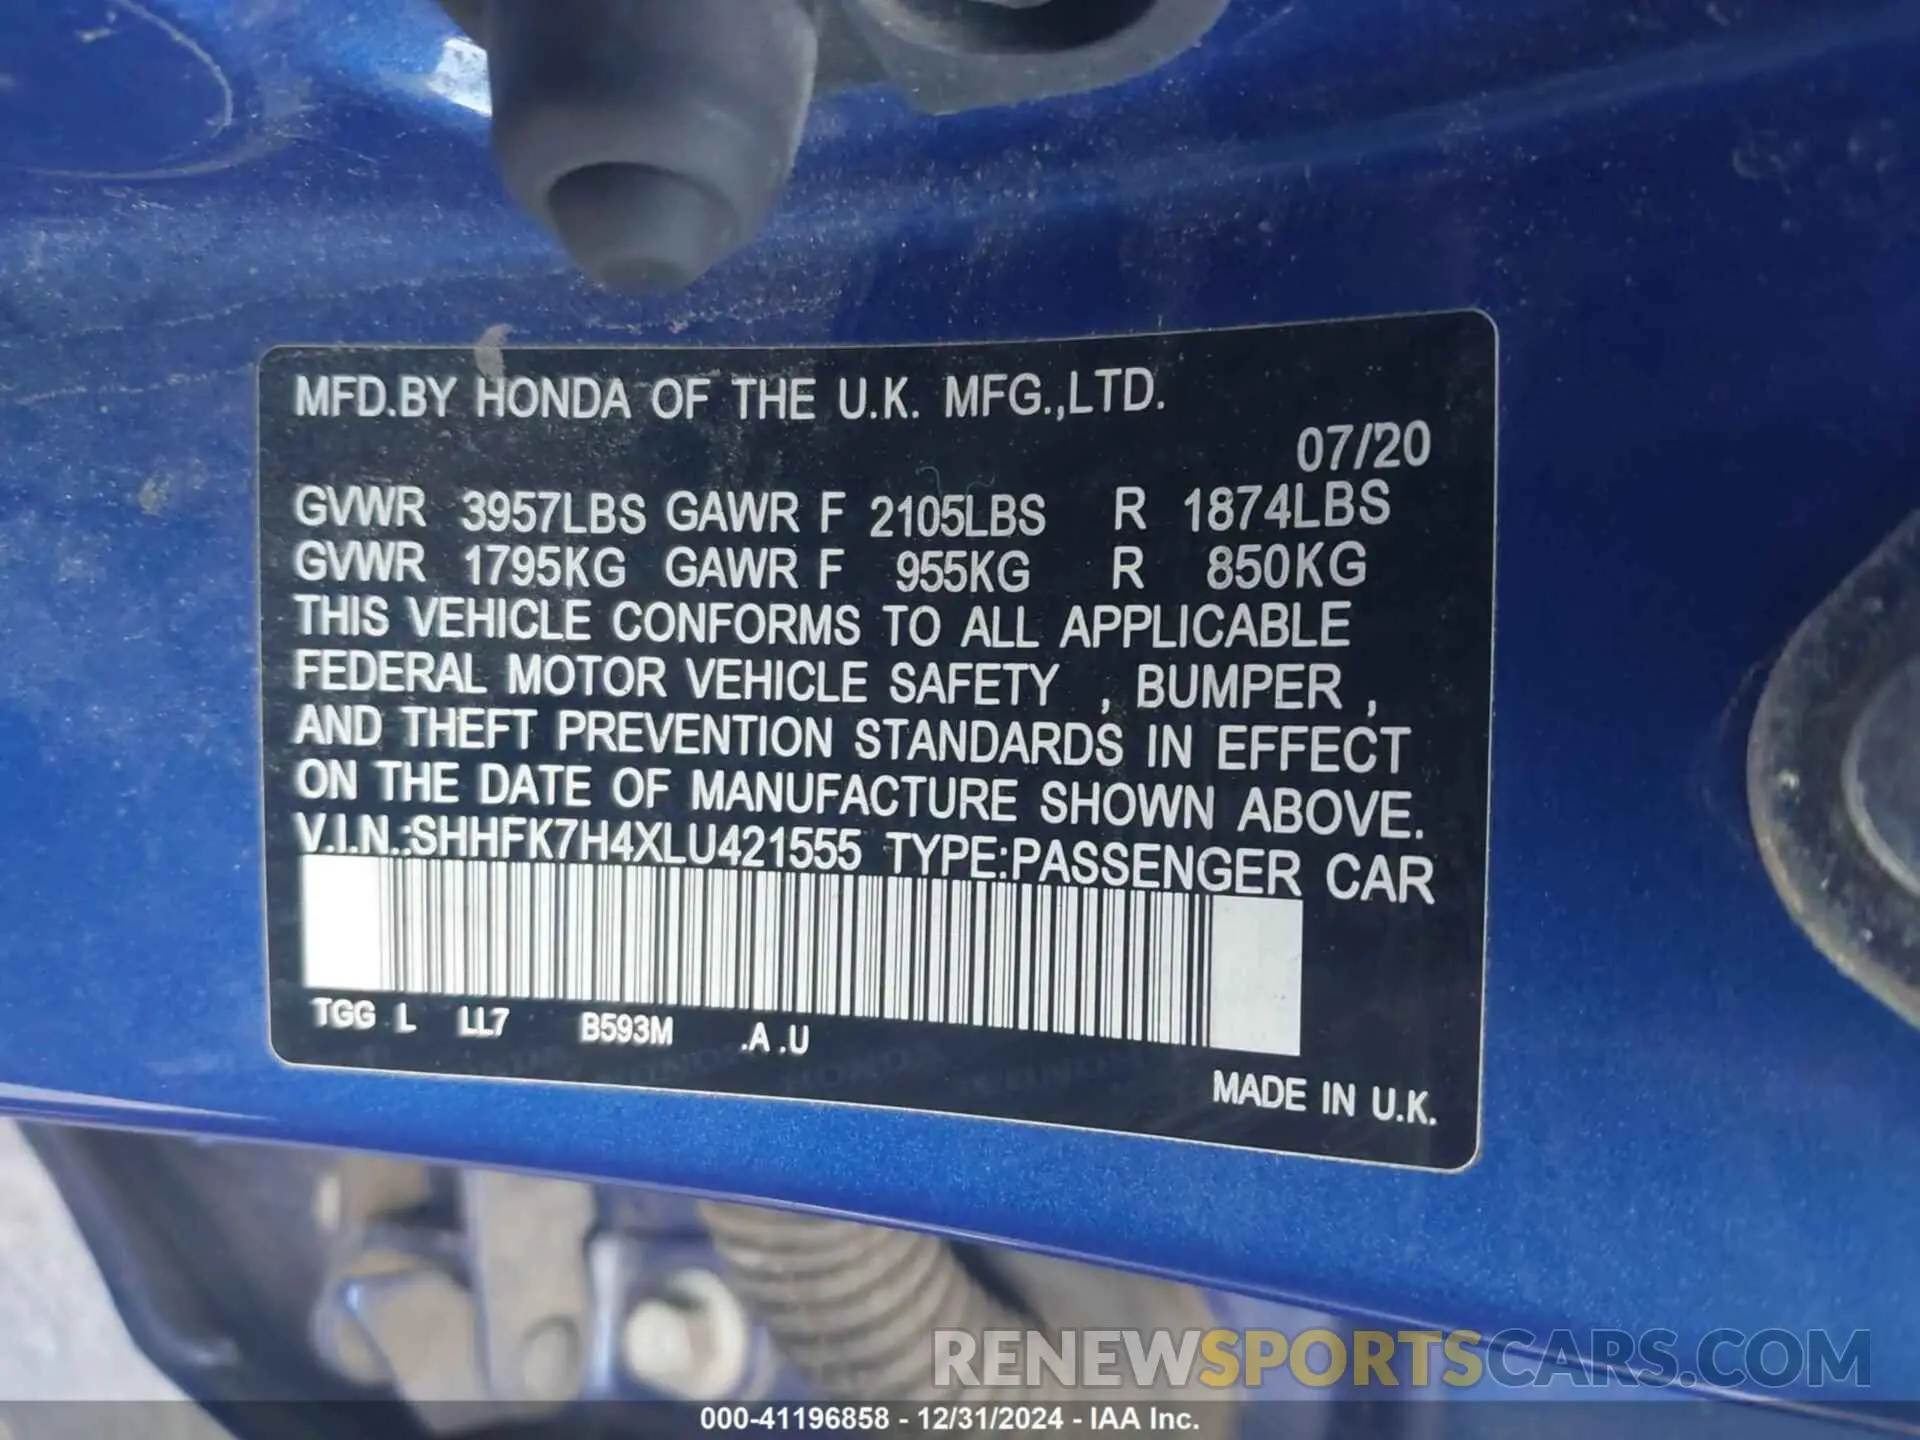 MFD.BY HONDA OF THE U.K. MFG.,LTD.
07/20
GVWR 3957LBS GAWR F 2105LBS R 1874LBS
GVWR 1795KG GAWR F 955KG R 850KG
THIS VEHICLE CONFORMS TO ALL APPLICABLE
FEDERAL MOTOR VEHICLE SAFETY , BUMPER ,
AND THEFT PREVENTION STANDARDS IN EFFECT
ON THE DATE OF MANUFACTURE SHOWN ABOVE.
V.I.N.:SHHFK7H4XLU421555 TYPE:PASSENGER CAR
TGG L LL7 B593M .A .U
MADE IN U.K.
RENEWSPORTSCARS.COM
000-41196858 - 12/31/2024 - IAA Inc.